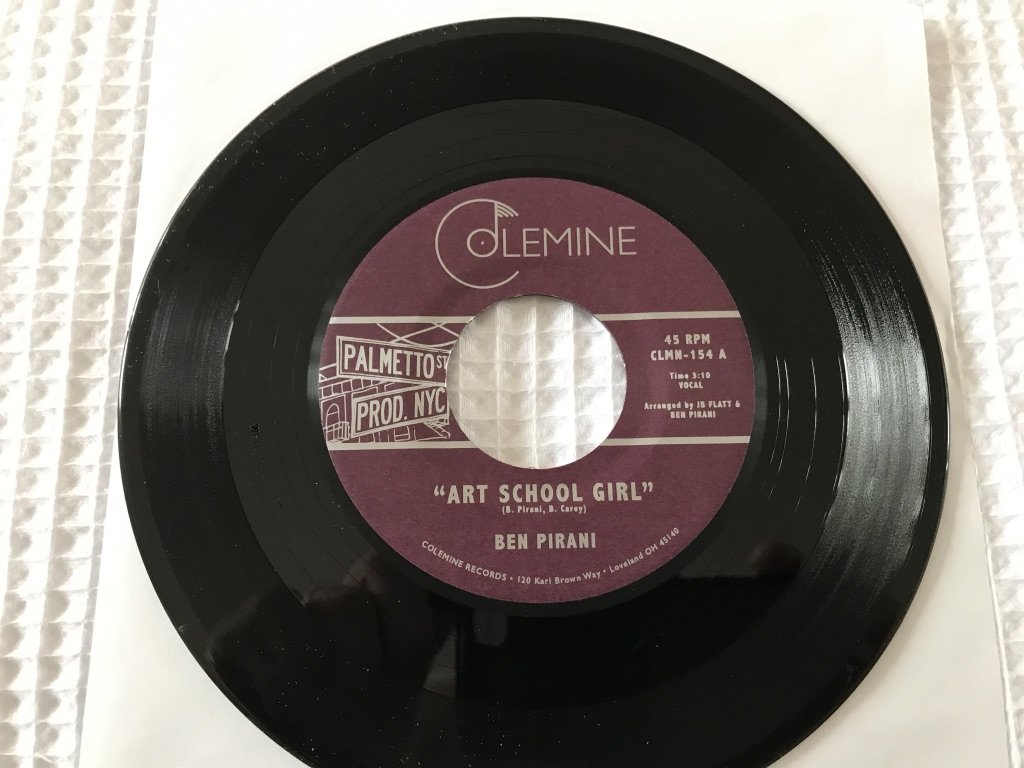 COLEMINE
PALMETTO ST
PROD. NYC
45 RPM
CLMN-154 A
Time 3:10
VOCAL
Arranged by JB FLATT &
BEN PIRANI
"ART SCHOOL GIRL"
(B. Pirani, B. Carey)
BEN PIRANI
COLEMINE RECORDS • 120 Karl Brown Way • Loveland OH 45140